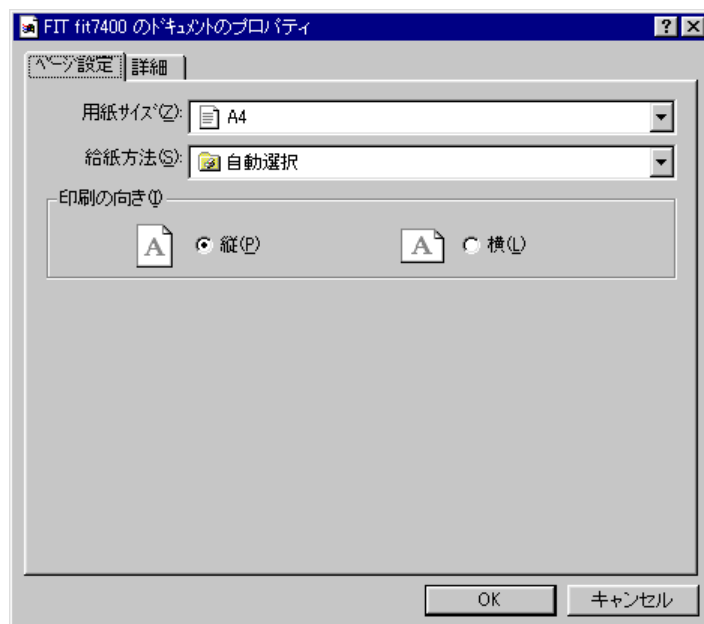 FIT fit7400 のﾄﾞｷｭﾒﾝﾄのプロパティ
ﾍﾟｰｼﾞ設定 詳細
用紙ｻｲｽﾞ(Z): A4
給紙方法(S): 自動選択
印刷の向き(I)
A 縦(P) A 横(L)
OK キャンセル